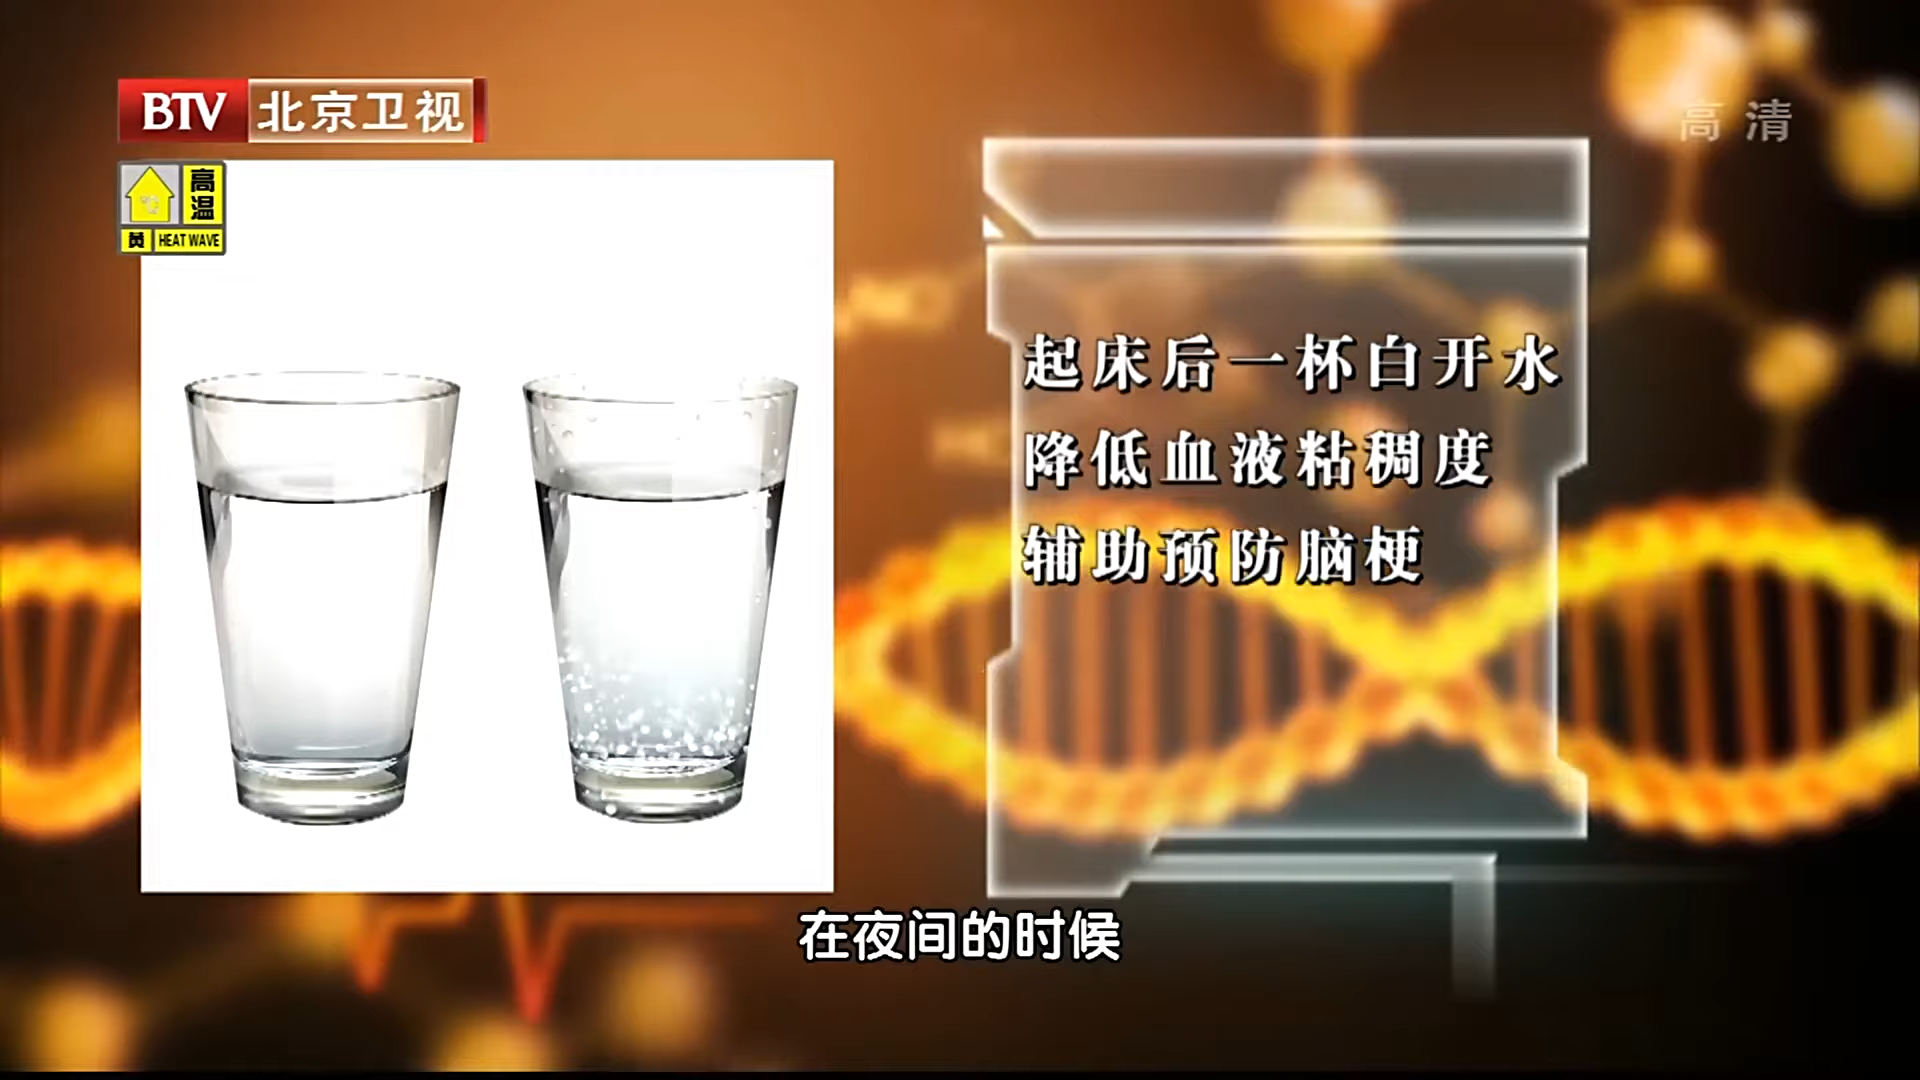 BTV 北京卫视
高清
高温
℃
黄 HEAT WAVE
起床后一杯白开水
降低血液粘稠度
辅助预防脑梗
在夜间的时候